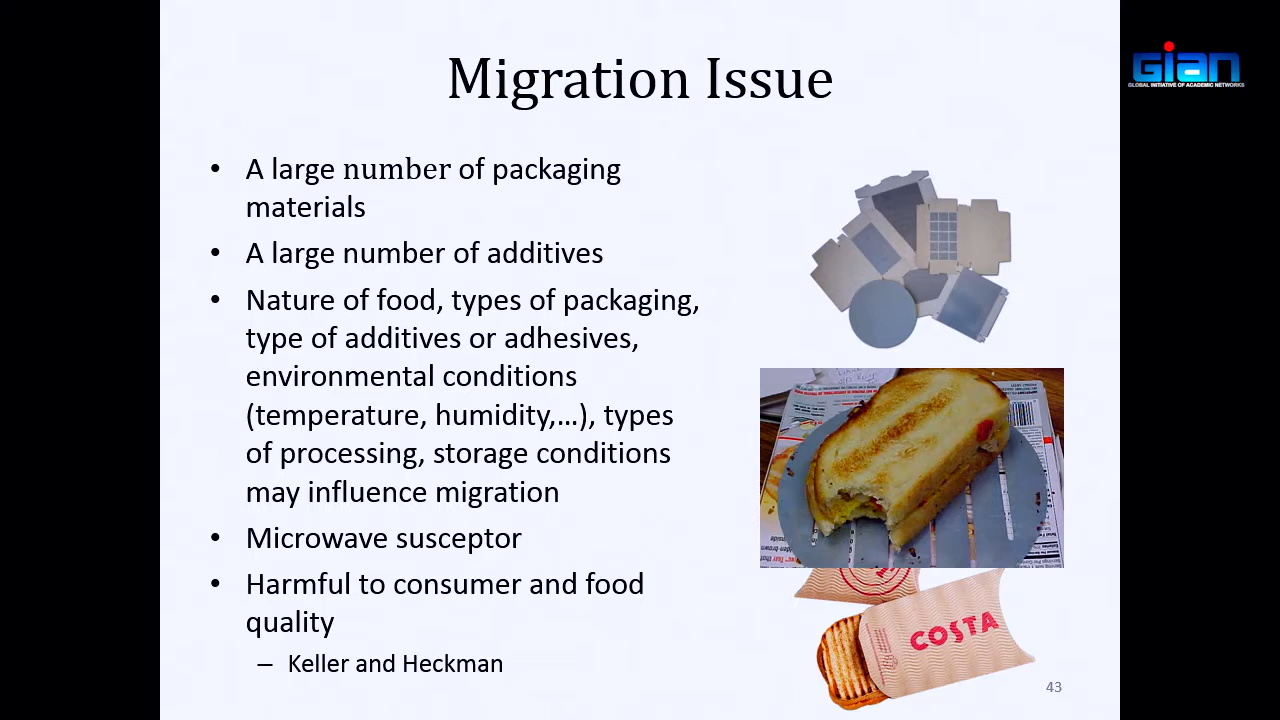 Migration Issue
GIAN
GLOBAL INITIATIVE OF ACADEMIC NETWORKS
• A large number of packaging
materials
• A large number of additives
• Nature of food, types of packaging,
type of additives or adhesives,
environmental conditions
(temperature, humidity,...), types
of processing, storage conditions
may influence migration
• Microwave susceptor
• Harmful to consumer and food
quality
– Keller and Heckman
COSTA
43